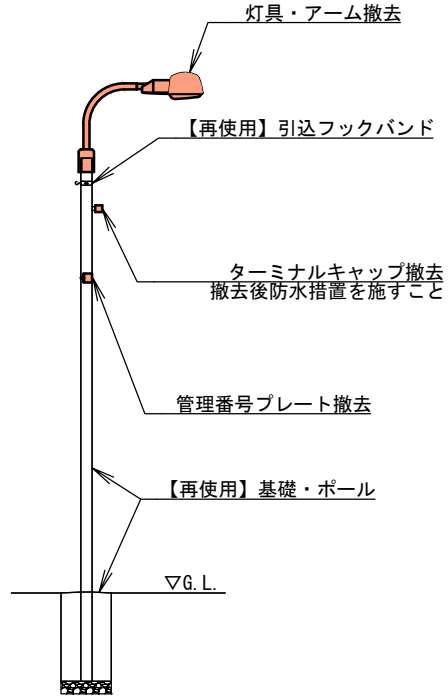 灯具・アーム撤去
【再使用】引込フックバンド
ターミナルキャップ撤去
撤去後防水措置を施すこと
管理番号プレート撤去
【再使用】基礎・ポール
▽G.L.